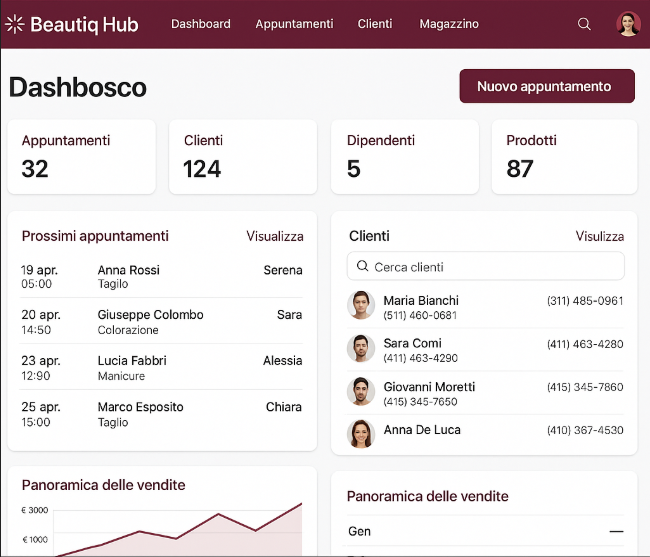 Beautiq Hub
Dashboard Appuntamenti Clienti Magazzino
Dashbosco
Nuovo appuntamento
Appuntamenti
32
Clienti
124
Dipendenti
5
Prodotti
87
Prossimi appuntamenti Visualizza
19 apr. Anna Rossi Serena
05:00 Tagilo
20 apr. Giuseppe Colombo Sara
14:50 Colorazione
23 apr. Lucia Fabbri Alessia
12:90 Manicure
25 apr. Marco Esposito Chiara
15:00 Taglio
Clienti Visulizza
Cerca clienti
Maria Bianchi (311) 485-0961
(511) 460-0681
Sara Comi (411) 463-4280
(411) 463-4290
Giovanni Moretti (415) 345-7860
(415) 345-7650
Anna De Luca (410) 367-4530
Panoramica delle vendite
€ 3000
€ 1000
Panoramica delle vendite
Gen —